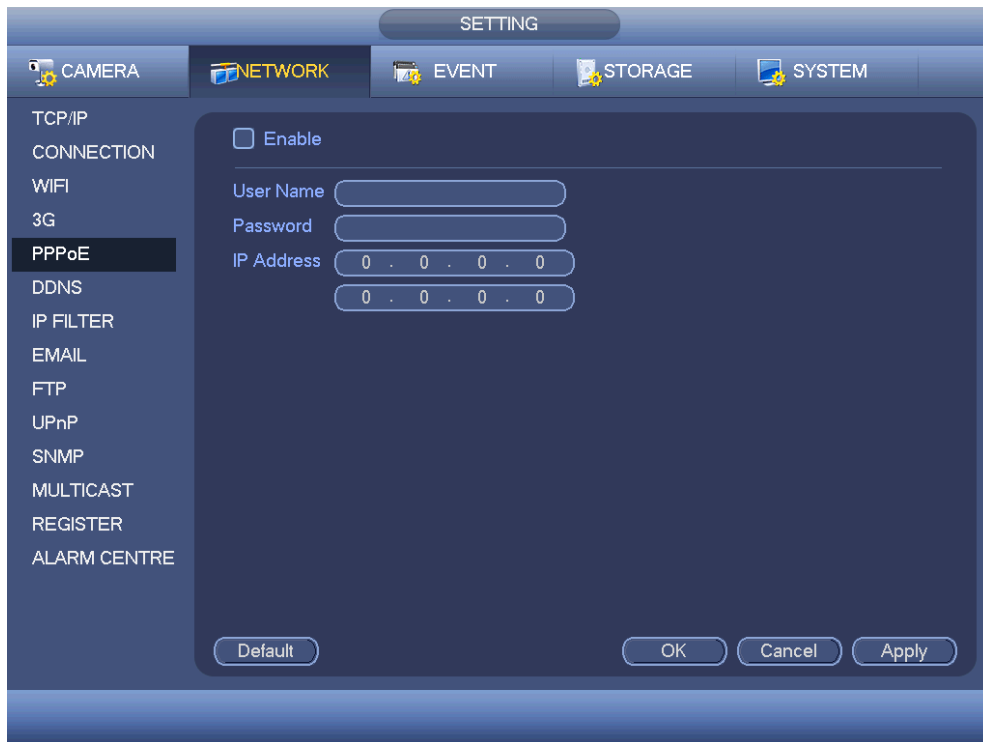 SETTING
CAMERA NETWORK EVENT STORAGE SYSTEM
TCP/IP
CONNECTION
WIFI
3G
PPPoE
DDNS
IP FILTER
EMAIL
FTP
UPnP
SNMP
MULTICAST
REGISTER
ALARM CENTRE
Enable
User Name
Password
IP Address 0 . 0 . 0 . 0
0 . 0 . 0 . 0
Default OK Cancel Apply